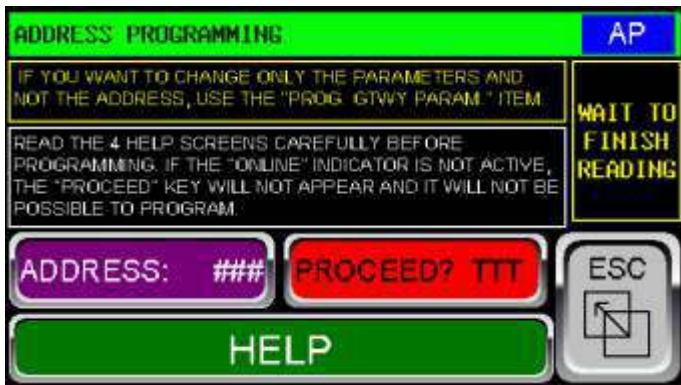 ADDRESS PROGRAMMING
AP
IF YOU WANT TO CHANGE ONLY THE PARAMETERS AND
NOT THE ADDRESS, USE THE "PROG. GTWY PARAM." ITEM
WAIT TO
FINISH
READING
READ THE 4 HELP SCREENS CAREFULLY BEFORE
PROGRAMMING. IF THE "ONLINE" INDICATOR IS NOT ACTIVE,
THE "PROCEED" KEY WILL NOT APPEAR AND IT WILL NOT BE
POSSIBLE TO PROGRAM.
ADDRESS: ###
PROCEED? TTT
ESC
HELP